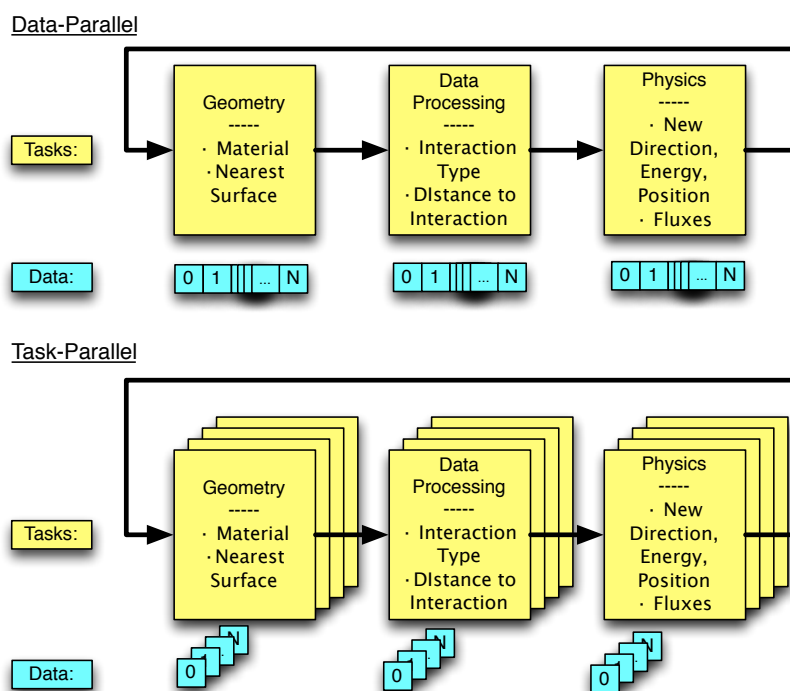 Data-Parallel
Tasks:
Geometry
-----
· Material
· Nearest
Surface
Data
Processing
-----
· Interaction
Type
· DIstance to
Interaction
Physics
-----
· New
Direction,
Energy,
Position
· Fluxes
Data:
0 1 ... N
0 1 ... N
0 1 ... N
Task-Parallel
Tasks:
Geometry
-----
· Material
· Nearest
Surface
Data
Processing
-----
· Interaction
Type
· DIstance to
Interaction
Physics
-----
· New
Direction,
Energy,
Position
· Fluxes
Data:
0 N
0 N
0 N